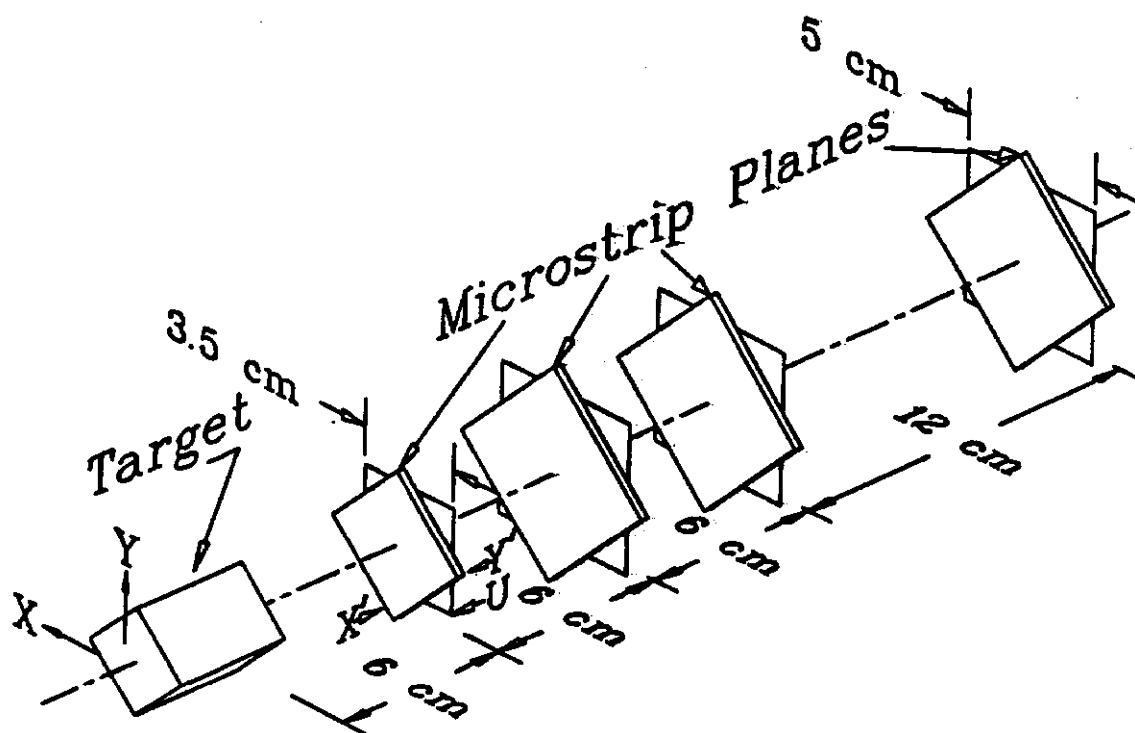 5 cm
Microstrip Planes
3.5 cm
Target
Y
X
X'
Y'
U
12 cm
6 cm
6 cm
6 cm